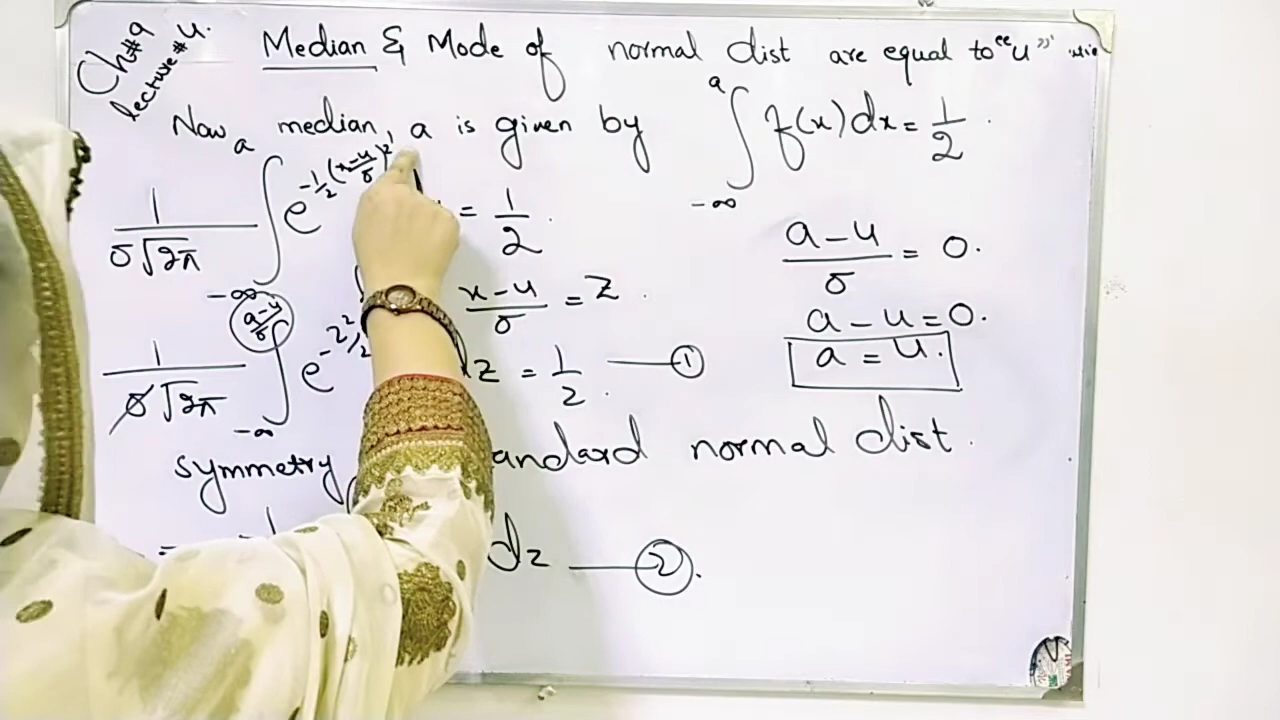 Ch#9
lecture#4.
Median & Mode of normal dist are equal to "u"
Now median, a is given by ∫_{-∞}^{a} f(x)dx = 1/2 .
1/(σ√2π) ∫_{-∞}^{a} e^{-1/2((x-u)/σ)^2} = 1/2 .
(x-u)/σ = Z .
1/(σ√2π) ∫_{-∞}^{(a-u)/σ} e^{-z^2/2} dz = 1/2 . —①
symmetry standard normal dist.
= dz —②.
(a-u)/σ = 0.
a-u=0.
a=u.